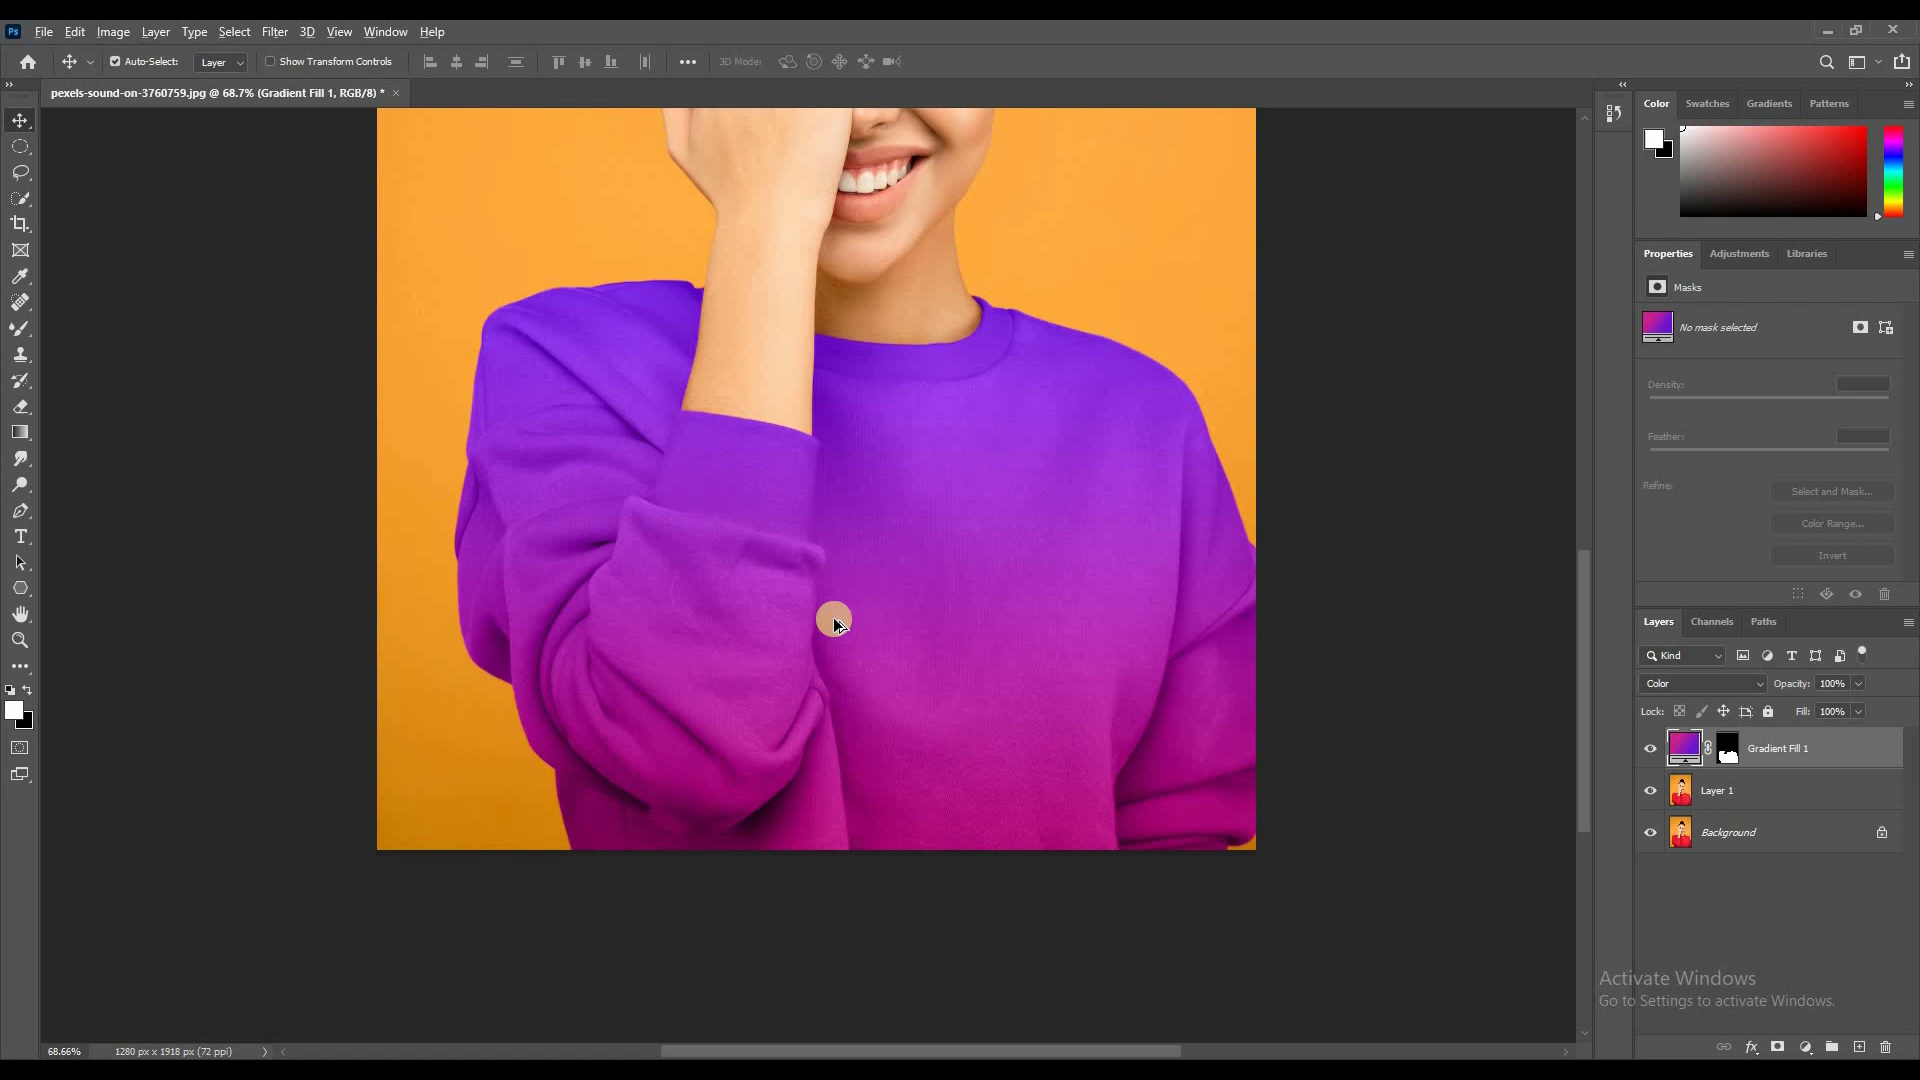 Ps File Edit Image Layer Type Select Filter 3D View Window Help
Auto-Select: Layer Show Transform Controls 3D Mode:
pexels-sound-on-3760759.jpg @ 68.7% (Gradient Fill 1, RGB/8) *
Color Swatches Gradients Patterns
Properties Adjustments Libraries
Masks
No mask selected
Density:
Feather:
Refine: Select and Mask...
Color Range...
Invert
Layers Channels Paths
Kind
Color Opacity: 100%
Lock: Fill: 100%
Gradient Fill 1
Layer 1
Background
Activate Windows
Go to Settings to activate Windows.
68.66% 1280 px x 1918 px (72 ppi)